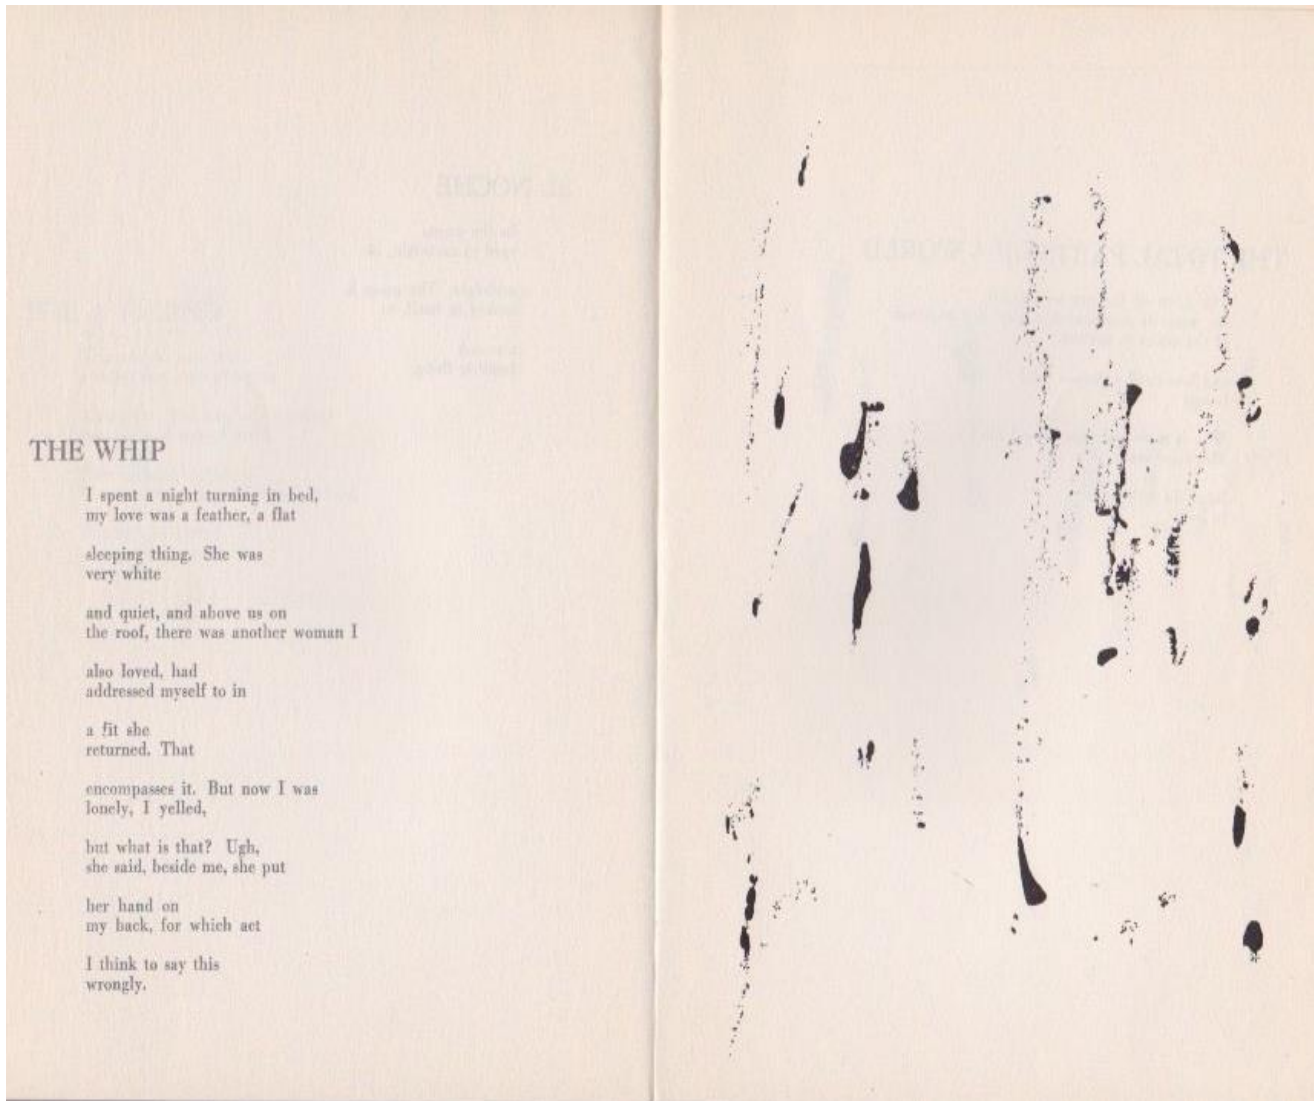 THE WHIP
I spent a night turning in bed,
my love was a feather, a flat
sleeping thing. She was
very white
and quiet, and above us on
the roof, there was another woman I
also loved, had
addressed myself to in
a fit she
returned. That
encompasses it. But now I was
lonely, I yelled,
but what is that? Ugh,
she said, beside me, she put
her hand on
my back, for which act
I think to say this
wrongly.